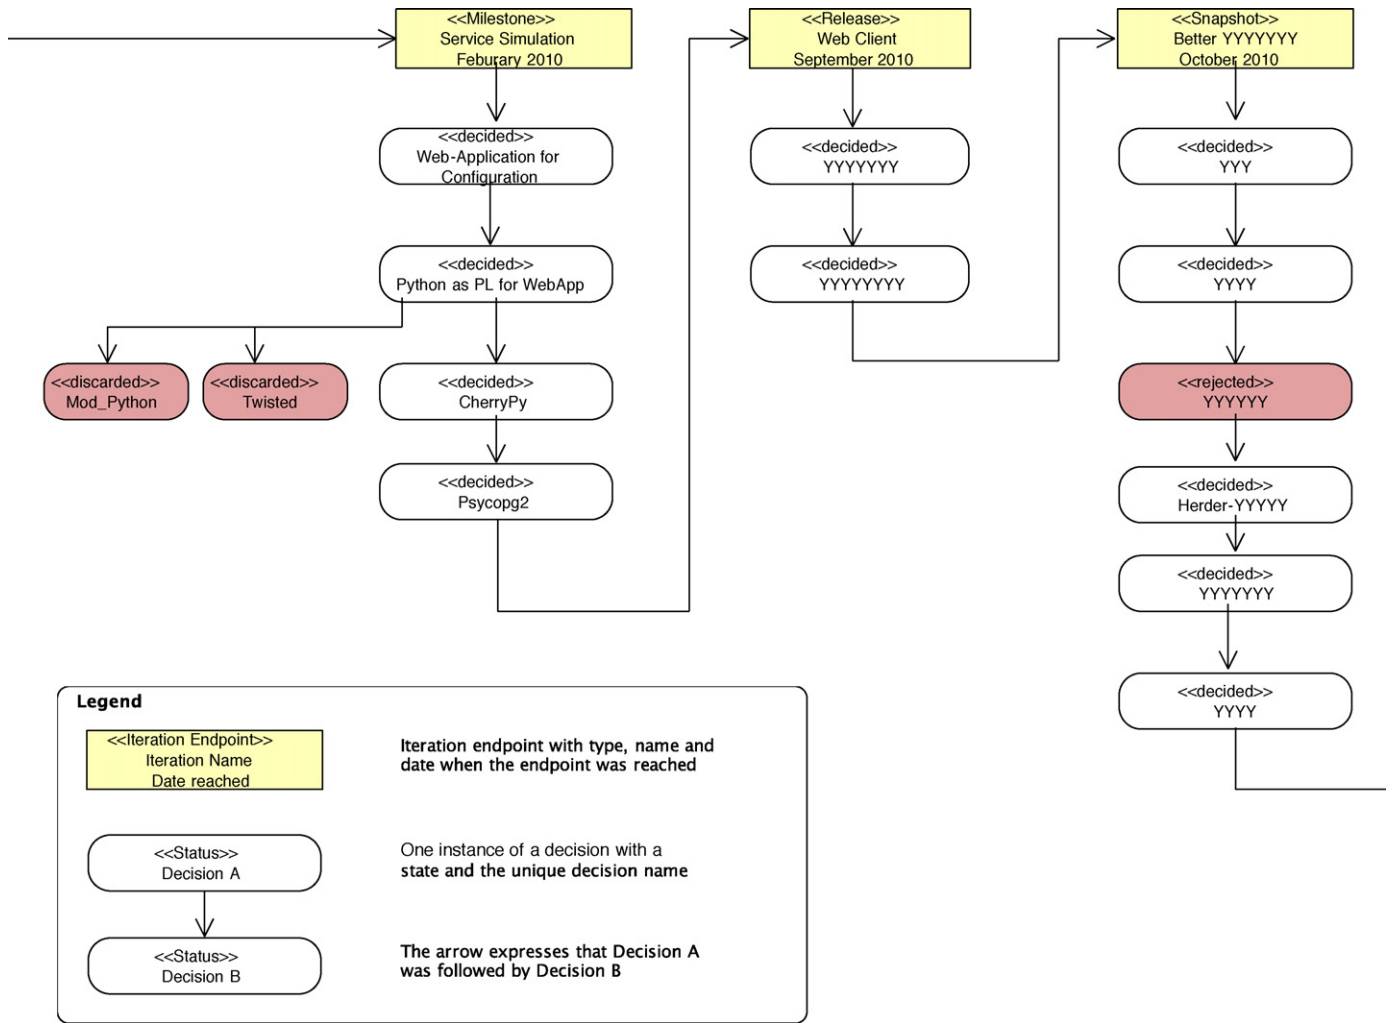 <<Milestone>>
Service Simulation
Feburary 2010
<<decided>>
Web-Application for
Configuration
<<decided>>
Python as PL for WebApp
<<discarded>>
Mod_Python
<<discarded>>
Twisted
<<decided>>
CherryPy
<<decided>>
Psycopg2
<<Release>>
Web Client
September 2010
<<decided>>
YYYYYYY
<<decided>>
YYYYYYYY
<<Snapshot>>
Better YYYYYYY
October 2010
<<decided>>
YYY
<<decided>>
YYYY
<<rejected>>
YYYYYY
<<decided>>
Herder-YYYYY
<<decided>>
YYYYYYY
<<decided>>
YYYY
Legend
<<Iteration Endpoint>>
Iteration Name
Date reached
Iteration endpoint with type, name and
date when the endpoint was reached
<<Status>>
Decision A
One instance of a decision with a
state and the unique decision name
<<Status>>
Decision B
The arrow expresses that Decision A
was followed by Decision B